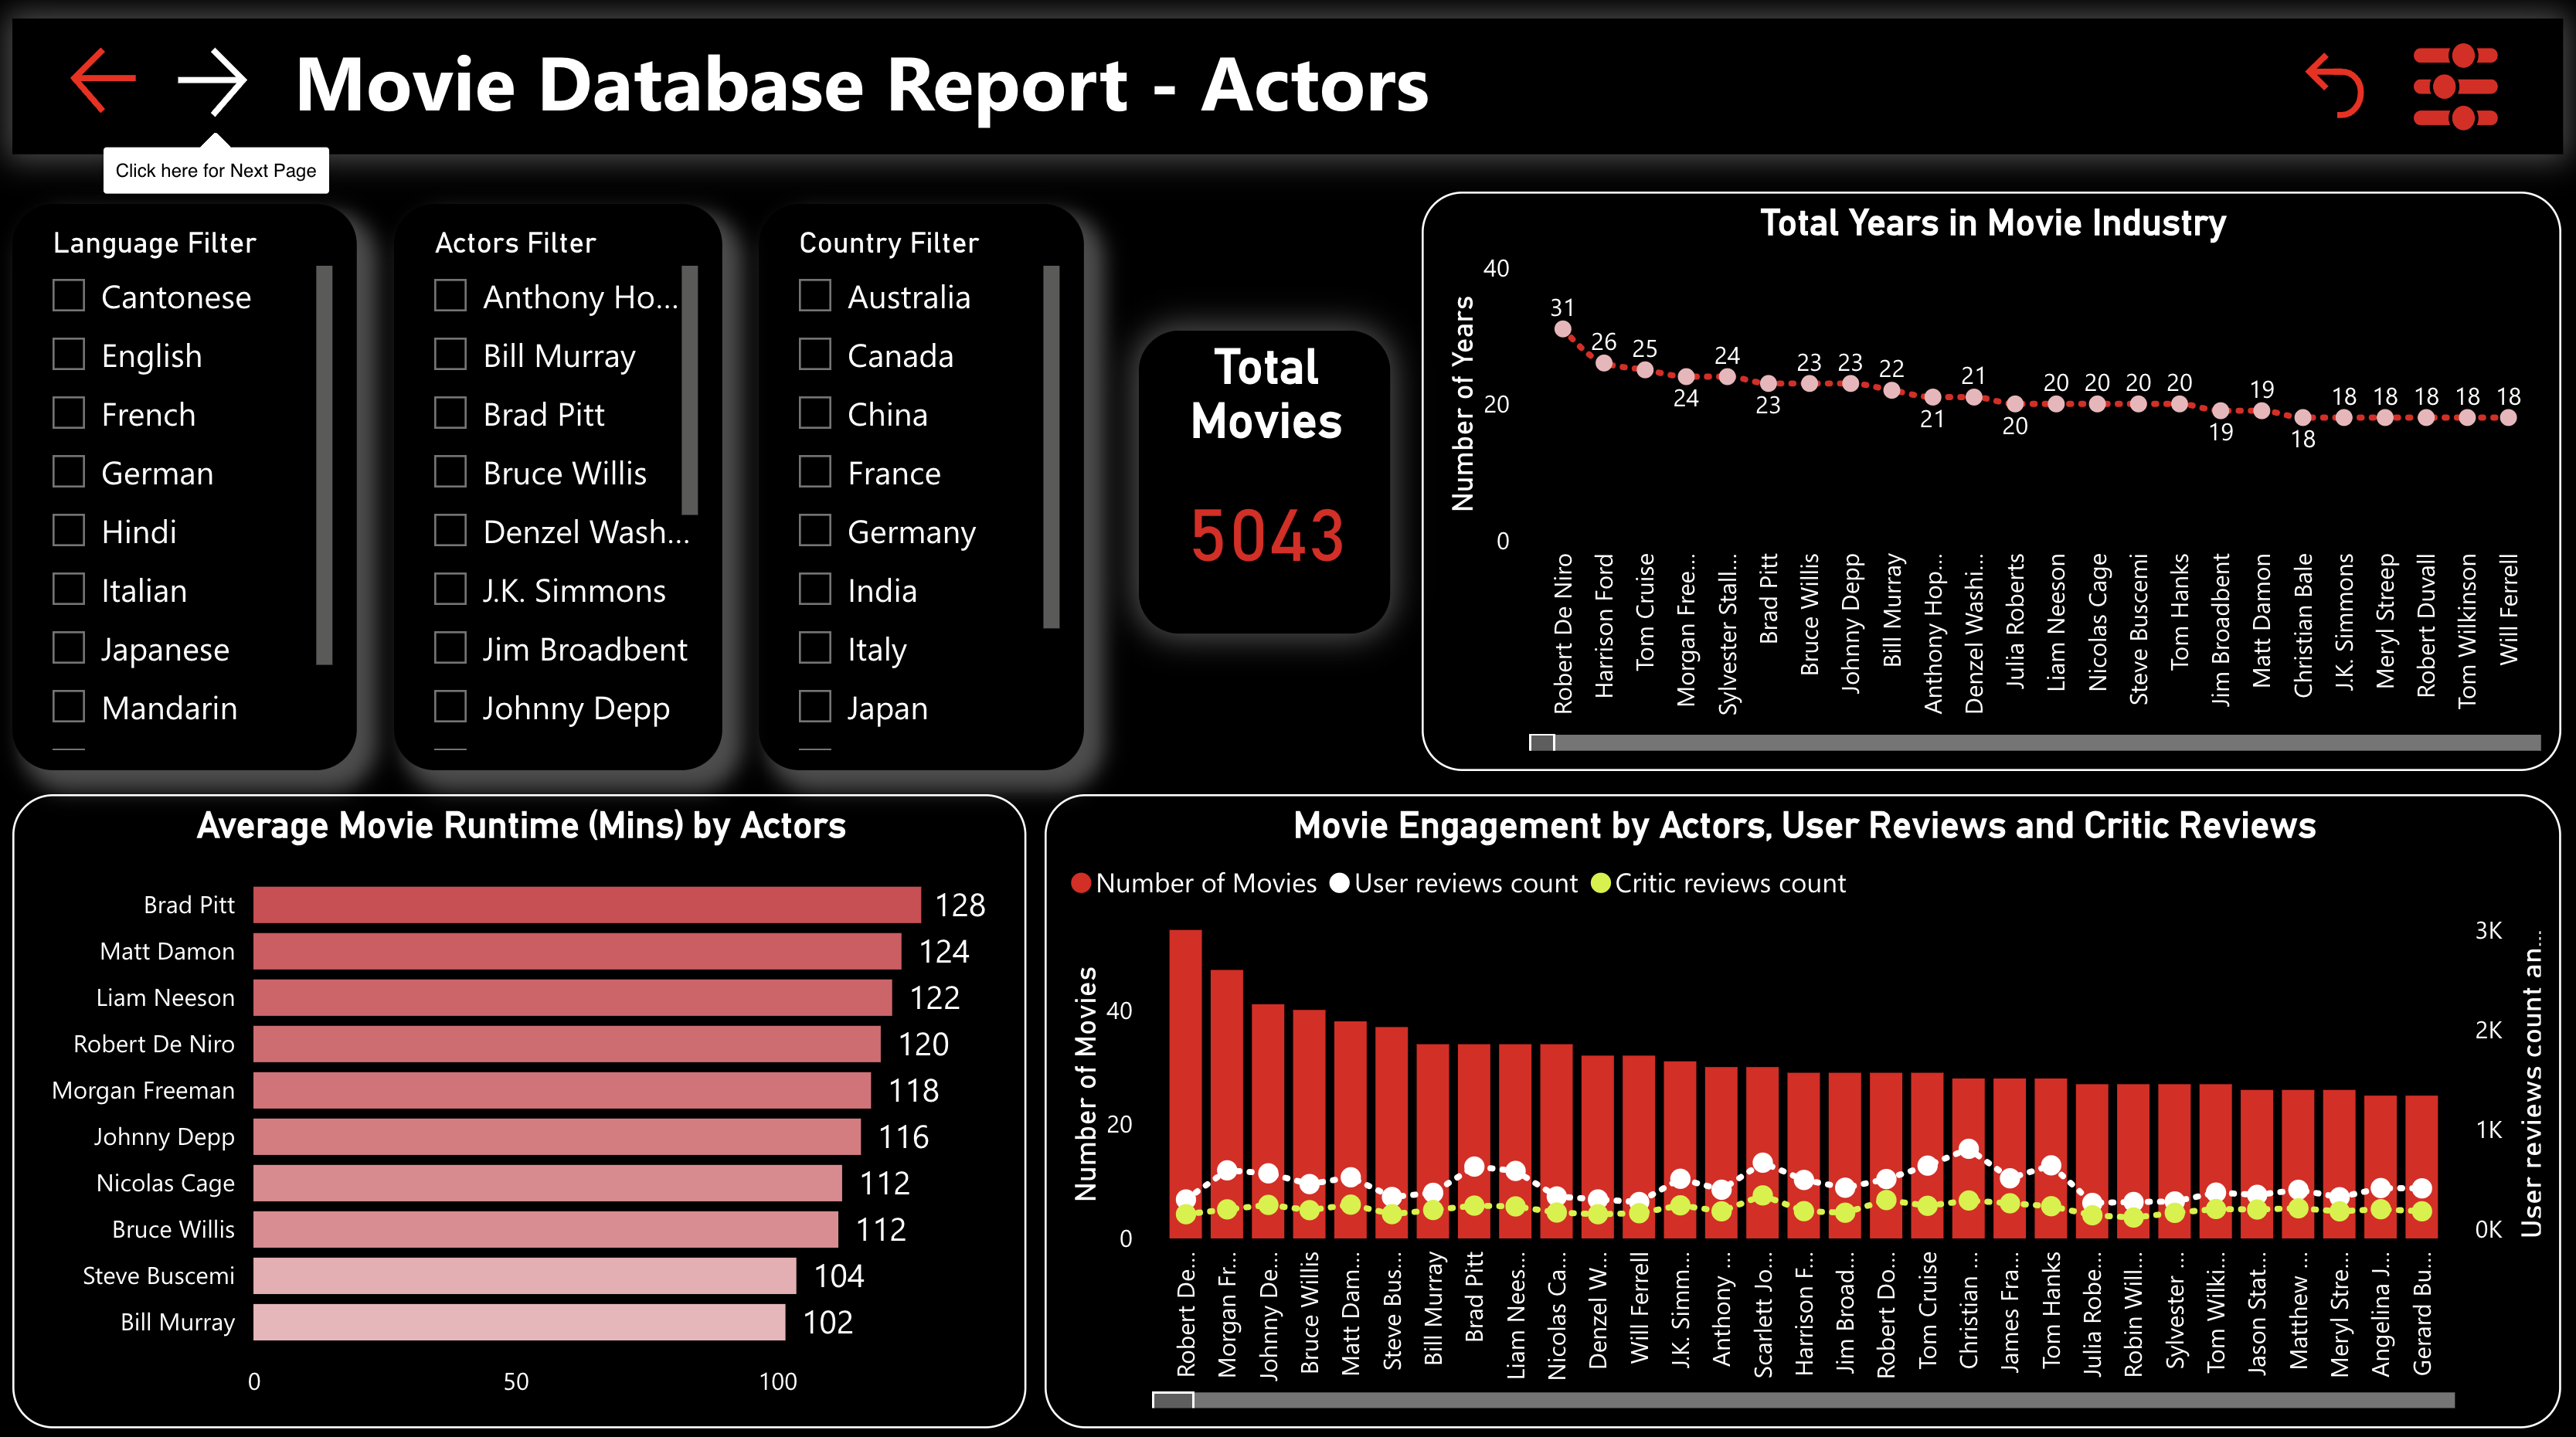 Movie Database Report - Actors
Click here for Next Page
Language Filter
Cantonese
English
French
German
Hindi
Italian
Japanese
Mandarin
Actors Filter
Anthony Ho...
Bill Murray
Brad Pitt
Bruce Willis
Denzel Wash...
J.K. Simmons
Jim Broadbent
Johnny Depp
Country Filter
Australia
Canada
China
France
Germany
India
Italy
Japan
Total
Movies
5043
Total Years in Movie Industry
Number of Years
40
20
0
31
26
25
24
24
23
23
23
22
21
21
20
20
20
20
20
19
19
18
18
18
18
18
18
Robert De Niro
Harrison Ford
Tom Cruise
Morgan Free...
Sylvester Stall...
Brad Pitt
Bruce Willis
Johnny Depp
Bill Murray
Anthony Hop...
Denzel Washi...
Julia Roberts
Liam Neeson
Nicolas Cage
Steve Buscemi
Tom Hanks
Jim Broadbent
Matt Damon
Christian Bale
J.K. Simmons
Meryl Streep
Robert Duvall
Tom Wilkinson
Will Ferrell
Average Movie Runtime (Mins) by Actors
Brad Pitt 128
Matt Damon 124
Liam Neeson 122
Robert De Niro 120
Morgan Freeman 118
Johnny Depp 116
Nicolas Cage 112
Bruce Willis 112
Steve Buscemi 104
Bill Murray 102
0 50 100
Movie Engagement by Actors, User Reviews and Critic Reviews
Number of Movies User reviews count Critic reviews count
Number of Movies
40
20
0
3K
2K
1K
0K
User reviews count an...
Robert De...
Morgan Fr...
Johnny De...
Bruce Willis
Matt Dam...
Steve Bus...
Bill Murray
Brad Pitt
Liam Nees...
Nicolas Ca...
Denzel W...
Will Ferrell
J.K. Simm...
Anthony ...
Scarlett Jo...
Harrison F...
Jim Broad...
Robert Do...
Tom Cruise
Christian ...
James Fra...
Tom Hanks
Julia Robe...
Robin Will...
Sylvester ...
Tom Wilki...
Jason Stat...
Matthew ...
Meryl Stre...
Angelina J...
Gerard Bu...